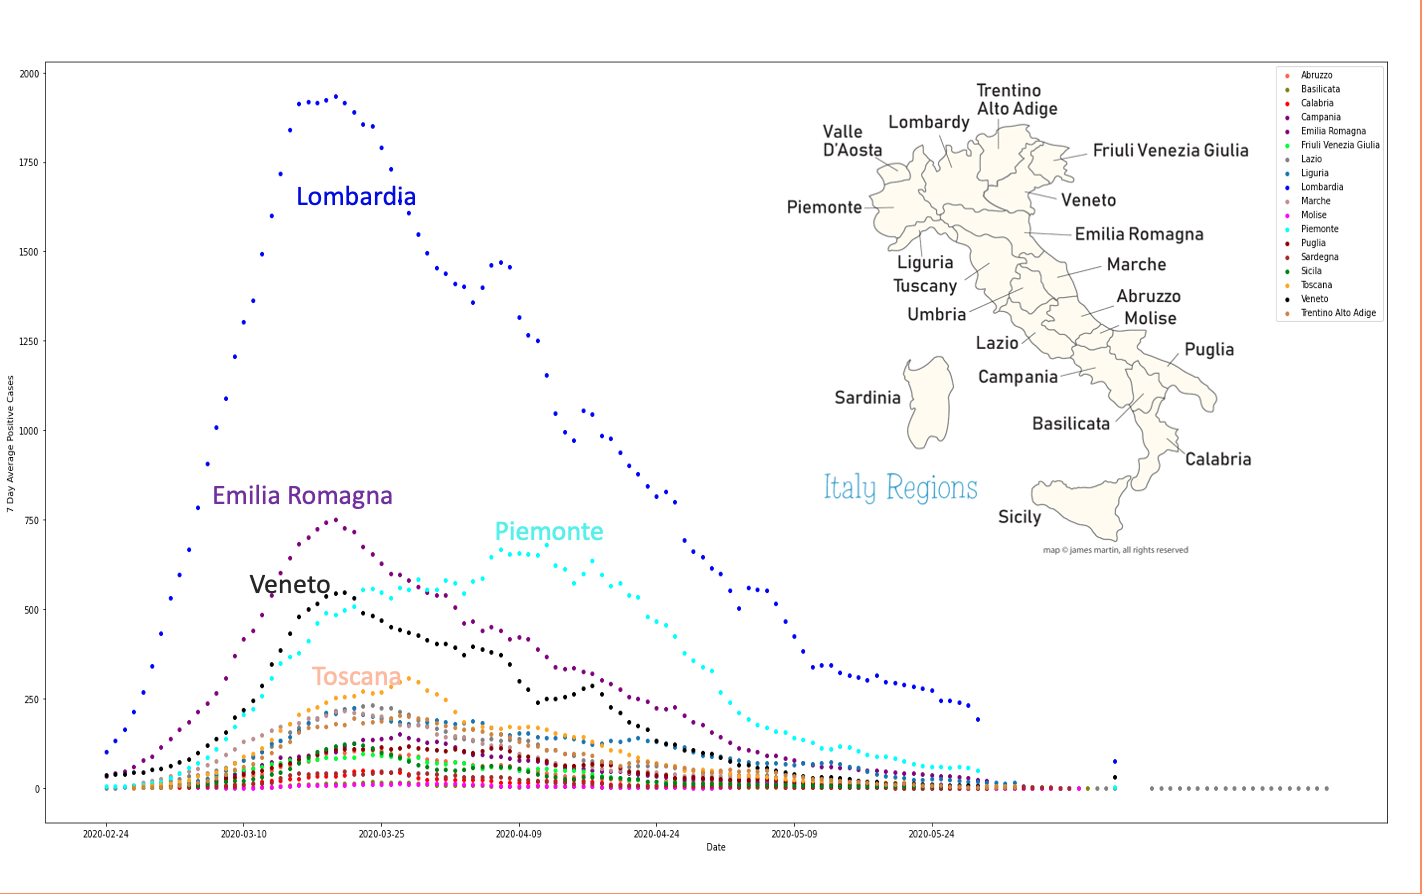 2000
1750
1500
1250
1000
750
500
250
0
7 Day Average Positive Cases
2020-02-24
2020-03-10
2020-03-25
2020-04-09
2020-04-24
2020-05-09
2020-05-24
Date
Lombardia
Emilia Romagna
Piemonte
Veneto
Toscana
Trentino
Alto Adige
Lombardy
Valle
D'Aosta
Friuli Venezia Giulia
Piemonte
Veneto
Emilia Romagna
Liguria
Marche
Tuscany
Abruzzo
Umbria
Molise
Lazio
Puglia
Campania
Sardinia
Basilicata
Calabria
Italy Regions
Sicily
map © james martin, all rights reserved
Abruzzo
Basilicata
Calabria
Campania
Emilia Romagna
Friuli Venezia Giulia
Lazio
Liguria
Lombardia
Marche
Molise
Piemonte
Puglia
Sardegna
Sicila
Toscana
Veneto
Trentino Alto Adige